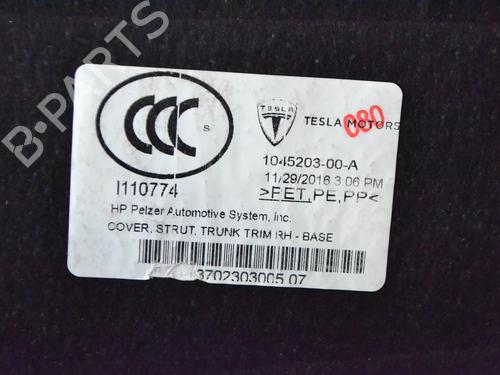 B-PARTS
CCC S
TESLA
TESLA MOTORS
080
1045203-00-A
11/29/2016 3:06 PM
>PET,PE,PP<
I110774
HP Pelzer Automotive System, Inc.
COVER, STRUT, TRUNK TRIM RH - BASE
3702303005 07